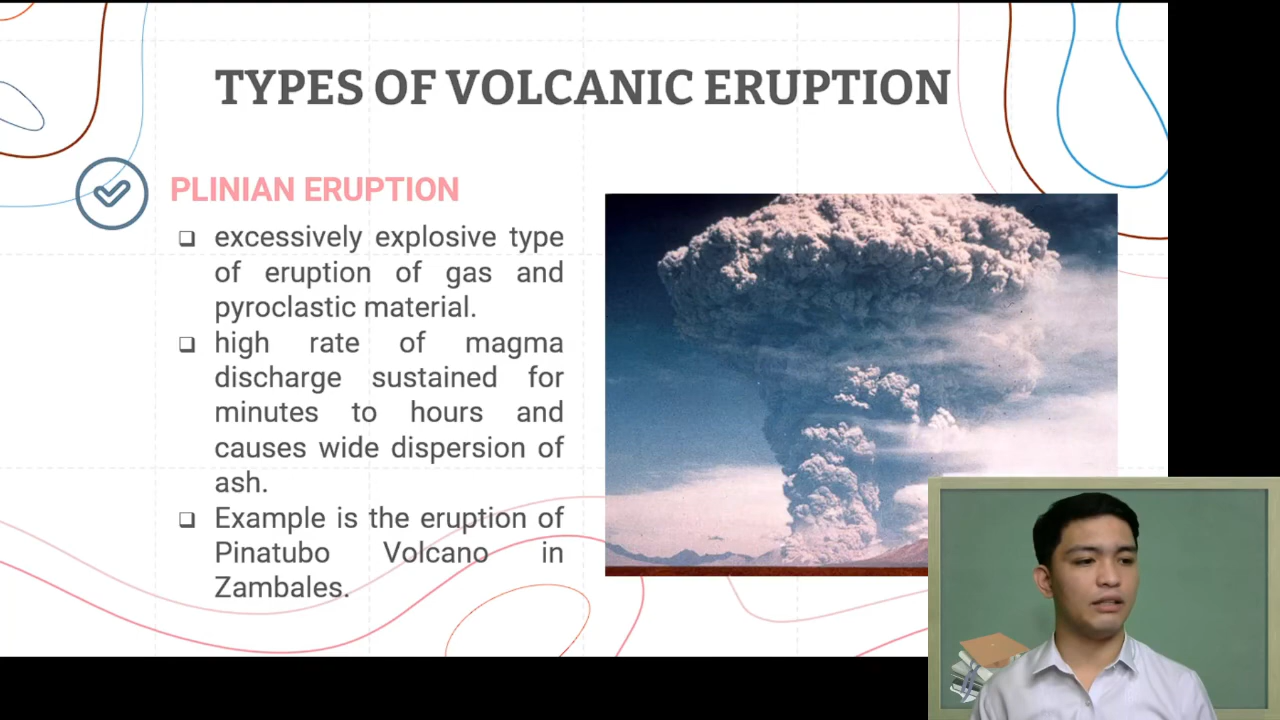 TYPES OF VOLCANIC ERUPTION
PLINIAN ERUPTION
excessively explosive type
of eruption of gas and
pyroclastic material.
high rate of magma
discharge sustained for
minutes to hours and
causes wide dispersion of
ash.
Example is the eruption of
Pinatubo Volcano in
Zambales.